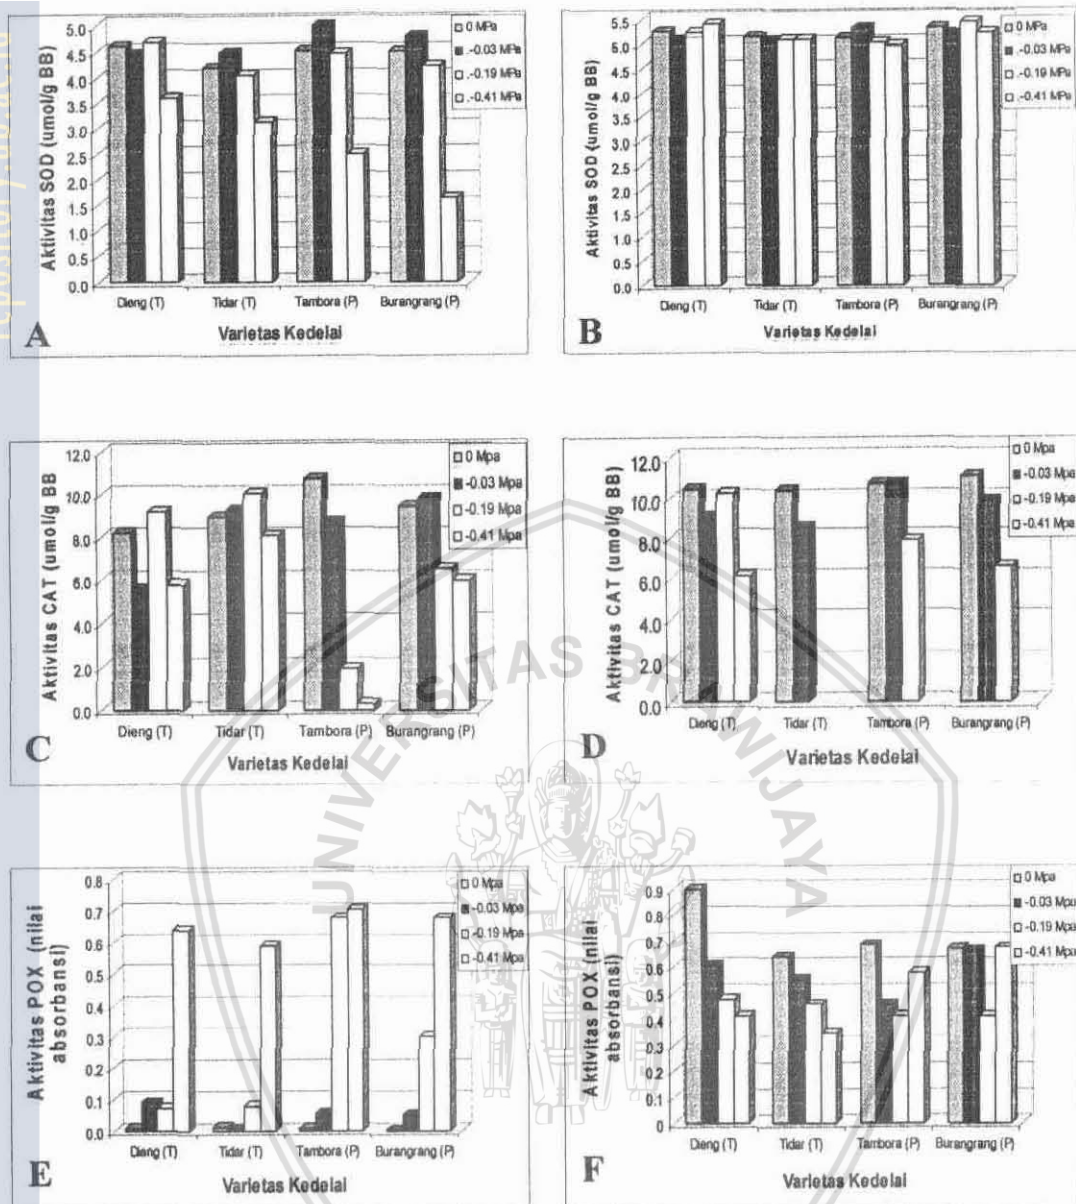 repository.ub.ac.id
Aktivitas SOD (umol/g BB)
5.0
4.5
4.0
3.5
3.0
2.5
2.0
1.5
1.0
0.5
0.0
0 MPa
.-0.03 MPa
.-0.19 MPa
.-0.41 MPa
Dieng (T) Tidar (T) Tambora (P) Burangrang (P)
Varietas Kedelai
A
Aktivitas SOD (umol/g BB)
5.5
5.0
4.5
4.0
3.5
3.0
2.5
2.0
1.5
1.0
0.5
0.0
0 MPa
.-0.03 MPa
.-0.19 MPa
.-0.41 MPa
Dieng (T) Tidar (T) Tambora (P) Burangrang (P)
Varietas Kedelai
B
Aktivitas CAT (umol/g BB)
12.0
10.0
8.0
6.0
4.0
2.0
0.0
0 Mpa
-0.03 Mpa
-0.19 Mpa
-0.41 Mpa
Dieng (T) Tidar (T) Tambora (P) Burangrang (P)
Varietas Kedelai
C
Aktivitas CAT (umol/g BB)
12.0
10.0
8.0
6.0
4.0
2.0
0.0
0 Mpa
-0.03 Mpa
-0.19 Mpa
-0.41 Mpa
Dieng (T) Tidar (T) Tambora (P) Burangrang (P)
Varietas Kedelai
D
UNIVERSITAS BRAWIJAYA
Aktivitas POX (nilai
absorbansi)
0.8
0.7
0.6
0.5
0.4
0.3
0.2
0.1
0.0
0 Mpa
-0.03 Mpa
-0.19 Mpa
-0.41 Mpa
Dieng (T) Tidar (T) Tambora (P) Burangrang (P)
Varietas Kedelai
E
Aktivitas POX (nilai
absorbansi)
0.9
0.8
0.7
0.6
0.5
0.4
0.3
0.2
0.1
0
0 Mpa
-0.03 Mpa
-0.19 Mpa
-0.41 Mpa
Dieng (T) Tidar (T) Tambora (P) Burangrang (P)
Varietas Kedelai
F